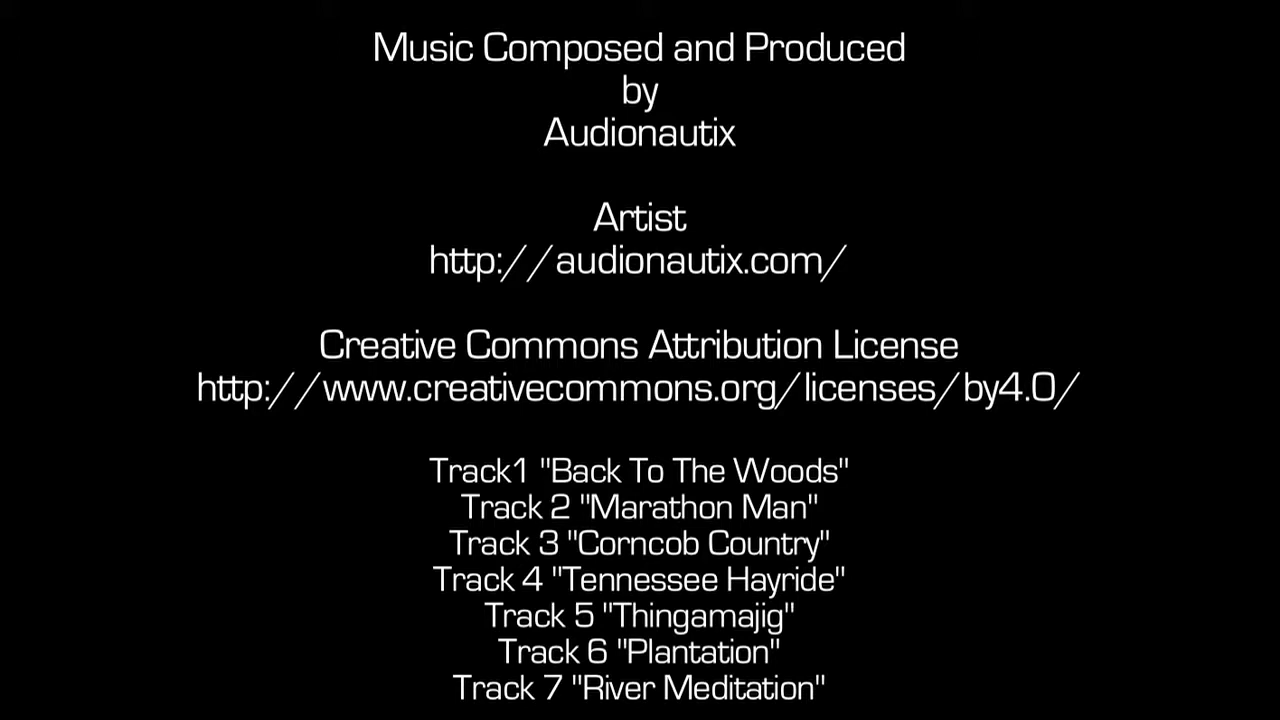 Music Composed and Produced
by
Audionautix
Artist
http://audionautix.com/
Creative Commons Attribution License
http://www.creativecommons.org/licenses/by4.0/
Track1 "Back To The Woods"
Track 2 "Marathon Man"
Track 3 "Corncob Country"
Track 4 "Tennessee Hayride"
Track 5 "Thingamajig"
Track 6 "Plantation"
Track 7 "River Meditation"